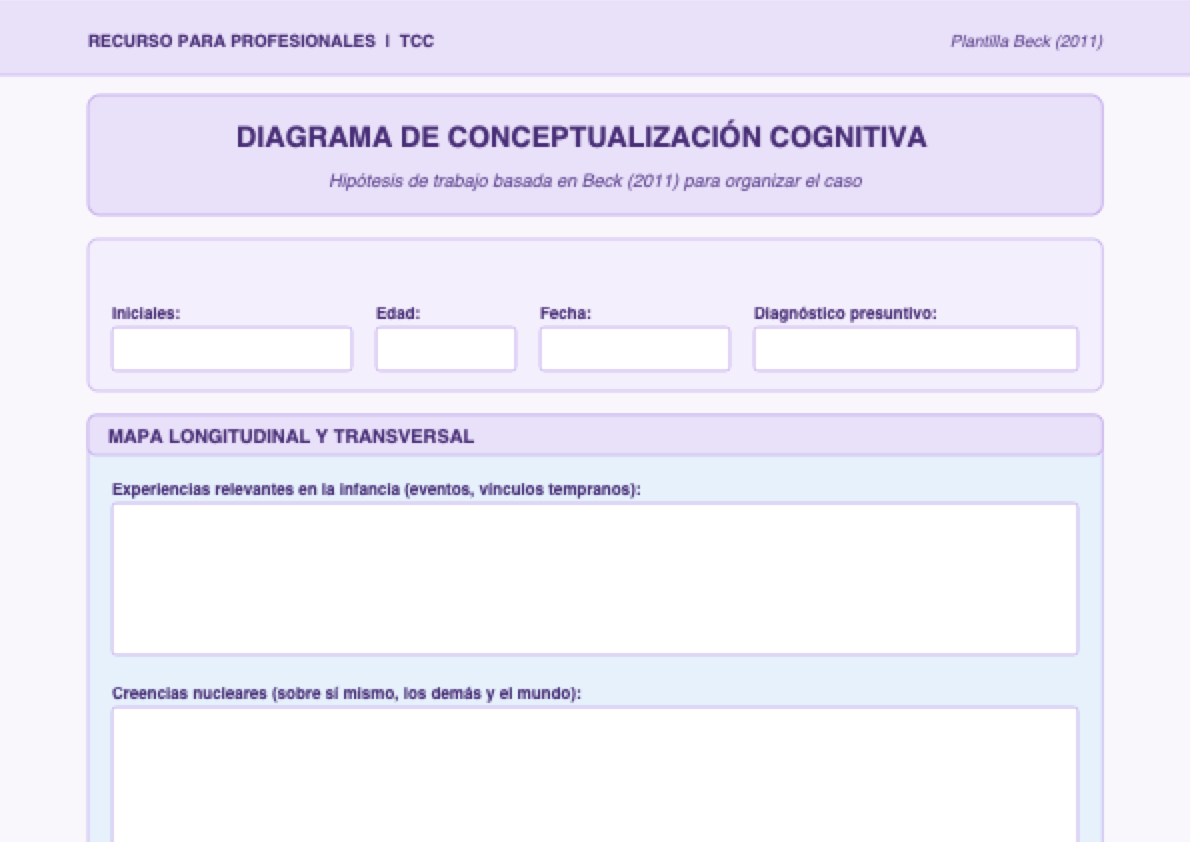 RECURSO PARA PROFESIONALES | TCC
Plantilla Beck (2011)
DIAGRAMA DE CONCEPTUALIZACIÓN COGNITIVA
Hipótesis de trabajo basada en Beck (2011) para organizar el caso
Iniciales:
Edad:
Fecha:
Diagnóstico presuntivo:
MAPA LONGITUDINAL Y TRANSVERSAL
Experiencias relevantes en la infancia (eventos, vínculos tempranos):
Creencias nucleares (sobre sí mismo, los demás y el mundo):